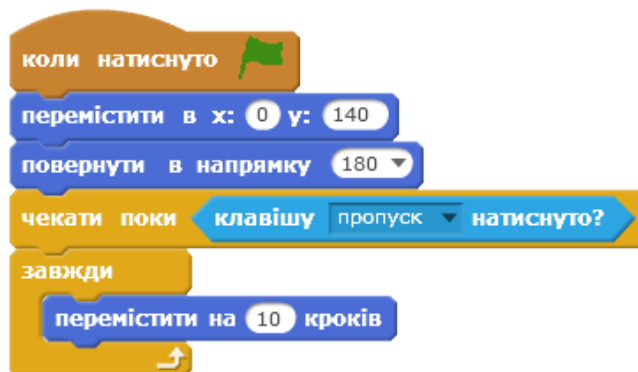 коли натиснуто
перемістити в x: 0 y: 140
повернути в напрямку 180
чекати поки клавішу пропуск натиснуто?
завжди
перемістити на 10 кроків